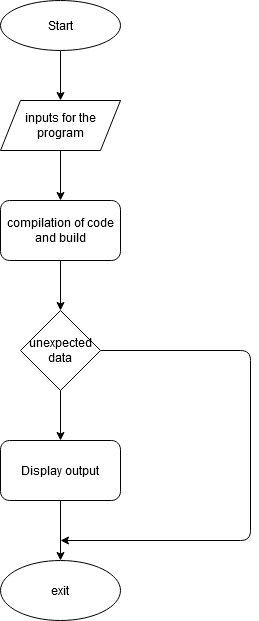 Start
inputs for the
program
compilation of code
and build
unexpected
data
Display output
exit